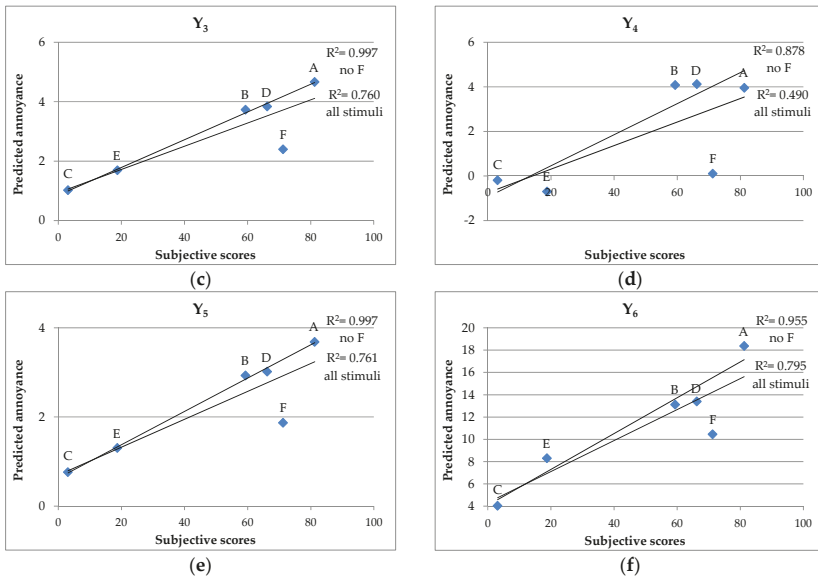 Y3
6
4
2
0
0 20 40 60 80 100
Predicted annoyance
Subjective scores
C
E
B
D
A
F
R2= 0.997
no F
R2= 0.760
all stimuli
(c)
Y4
6
4
2
0
-2
0 20 40 60 80 100
Predicted annoyance
Subjective scores
C
E
B
D
A
F
R2= 0.878
no F
R2= 0.490
all stimuli
(d)
Y5
4
2
0
0 20 40 60 80 100
Predicted annoyance
Subjective scores
C
E
B
D
A
F
R2= 0.997
no F
R2= 0.761
all stimuli
(e)
Y6
20
18
16
14
12
10
8
6
4
0 20 40 60 80 100
Predicted annoyance
Subjective scores
C
E
B
D
A
F
R2= 0.955
no F
R2= 0.795
all stimuli
(f)